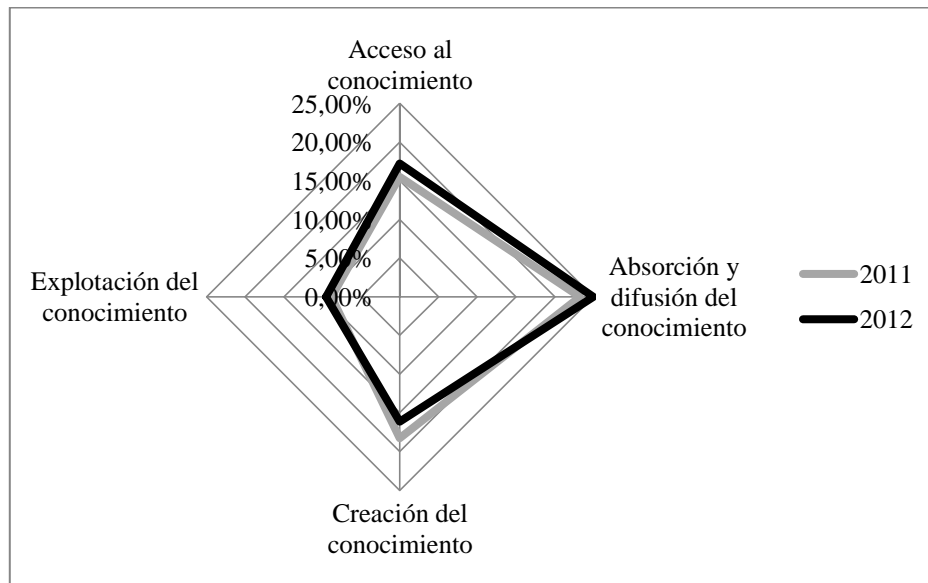 Acceso al
conocimiento
25,00%
20,00%
15,00%
10,00%
5,00%
0,00%
Explotación del
conocimiento
Absorción y
difusión del
conocimiento
2011
2012
Creación del
conocimiento